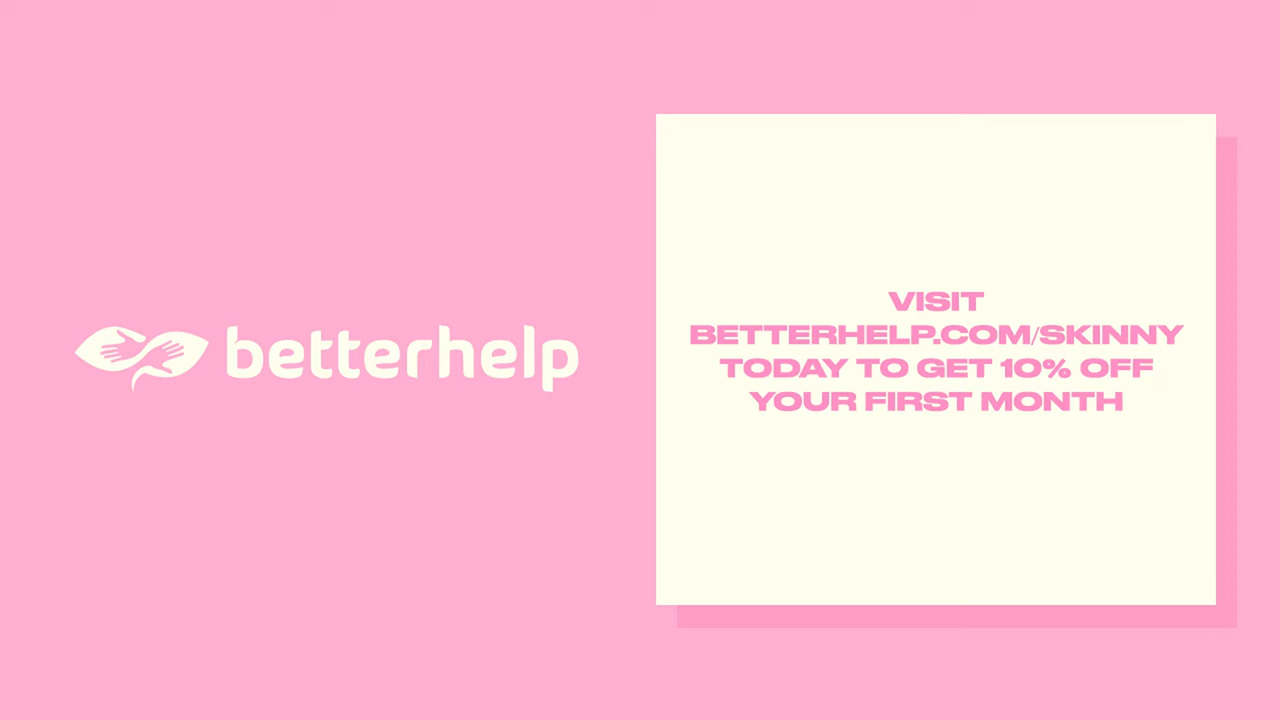 betterhelp
VISIT
BETTERHELP.COM/SKINNY
TODAY TO GET 10% OFF
YOUR FIRST MONTH